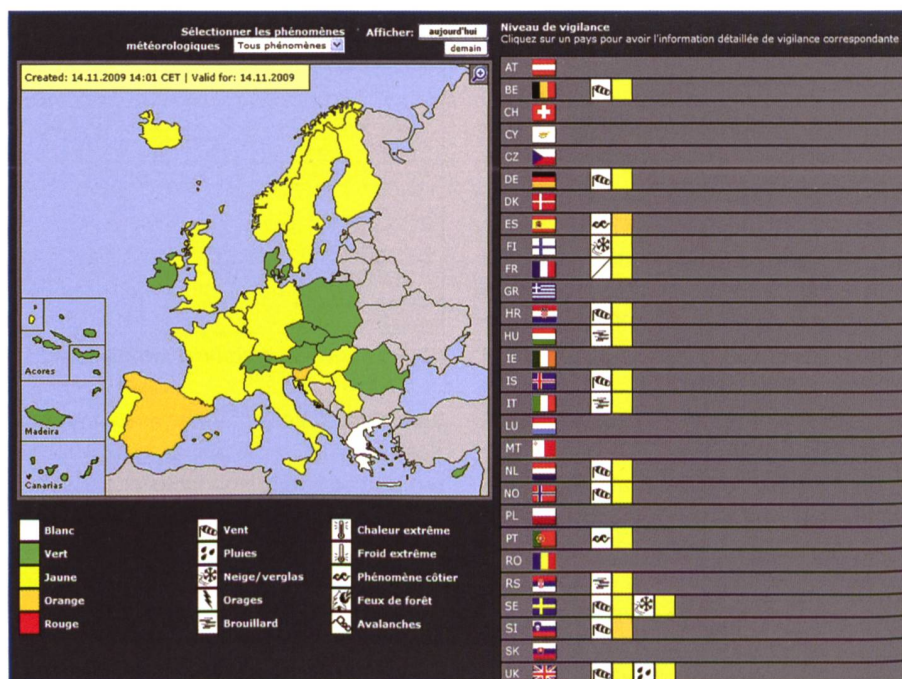 Sélectionner les phénomènes
météorologiques
Tous phénomènes
Afficher:
aujourd'hui
demain
Niveau de vigilance
Cliquez sur un pays pour avoir l'information détaillée de vigilance correspondante
Created: 14.11.2009 14:01 CET | Valid for: 14.11.2009
Acores
Madeira
Canarias
Blanc
Vert
Jaune
Orange
Rouge
Vent
Pluies
Neige/verglas
Orages
Brouillard
Chaleur extrême
Froid extrême
Phénomène côtier
Feux de forêt
Avalanches
AT
BE
CH
CY
CZ
DE
DK
ES
FI
FR
GR
HR
HU
IE
IS
IT
LU
MT
NL
NO
PL
PT
RO
RS
SE
SI
SK
UK